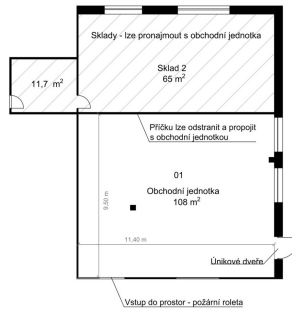 Sklady - lze pronajmout s obchodní jednotka
Sklad 2
65 m²
11,7 m²
Příčku lze odstranit a propojit
s obchodní jednotkou
01
Obchodní jednotka
108 m²
9,50 m
11,40 m
Únikové dveře
Vstup do prostor - požární roleta